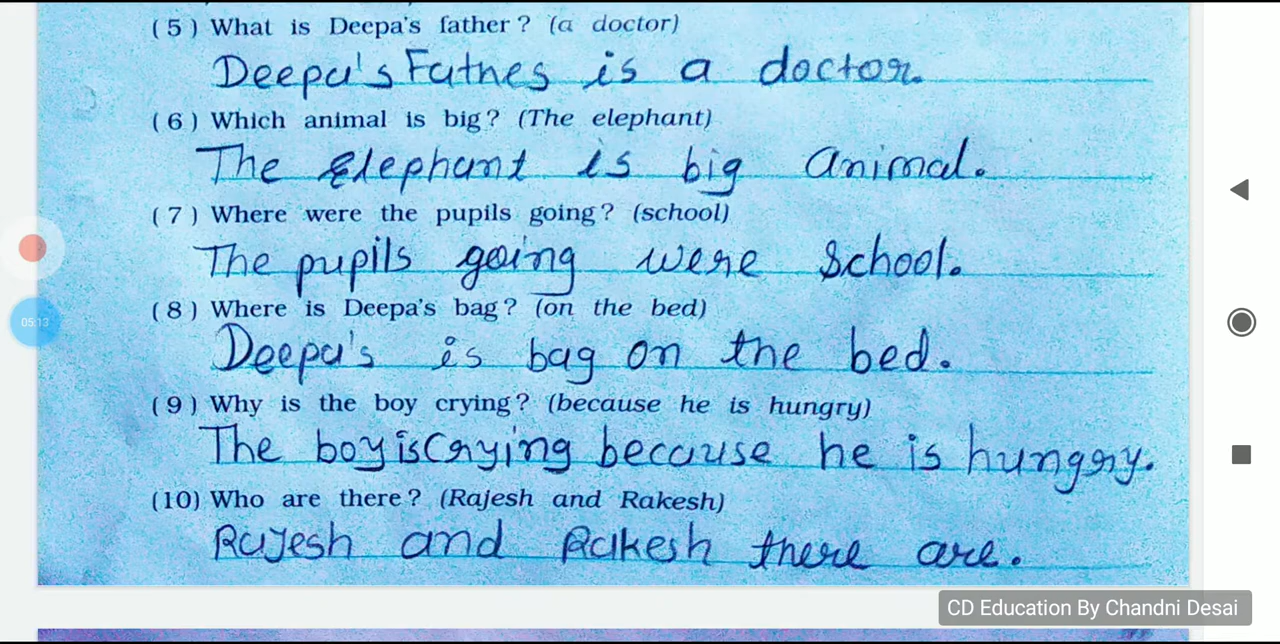 (5) What is Deepa's father? (a doctor)
Deepa's Fatnes is a doctor.
(6) Which animal is big? (The elephant)
The Elephant is big animal.
(7) Where were the pupils going? (school)
The pupils going were School.
05:13
(8) Where is Deepa's bag? (on the bed)
Deepa's is bag on the bed.
(9) Why is the boy crying? (because he is hungry)
The boy is Crying because he is hungry.
(10) Who are there? (Rajesh and Rakesh)
Rajesh and Rakesh there are.
CD Education By Chandni Desai